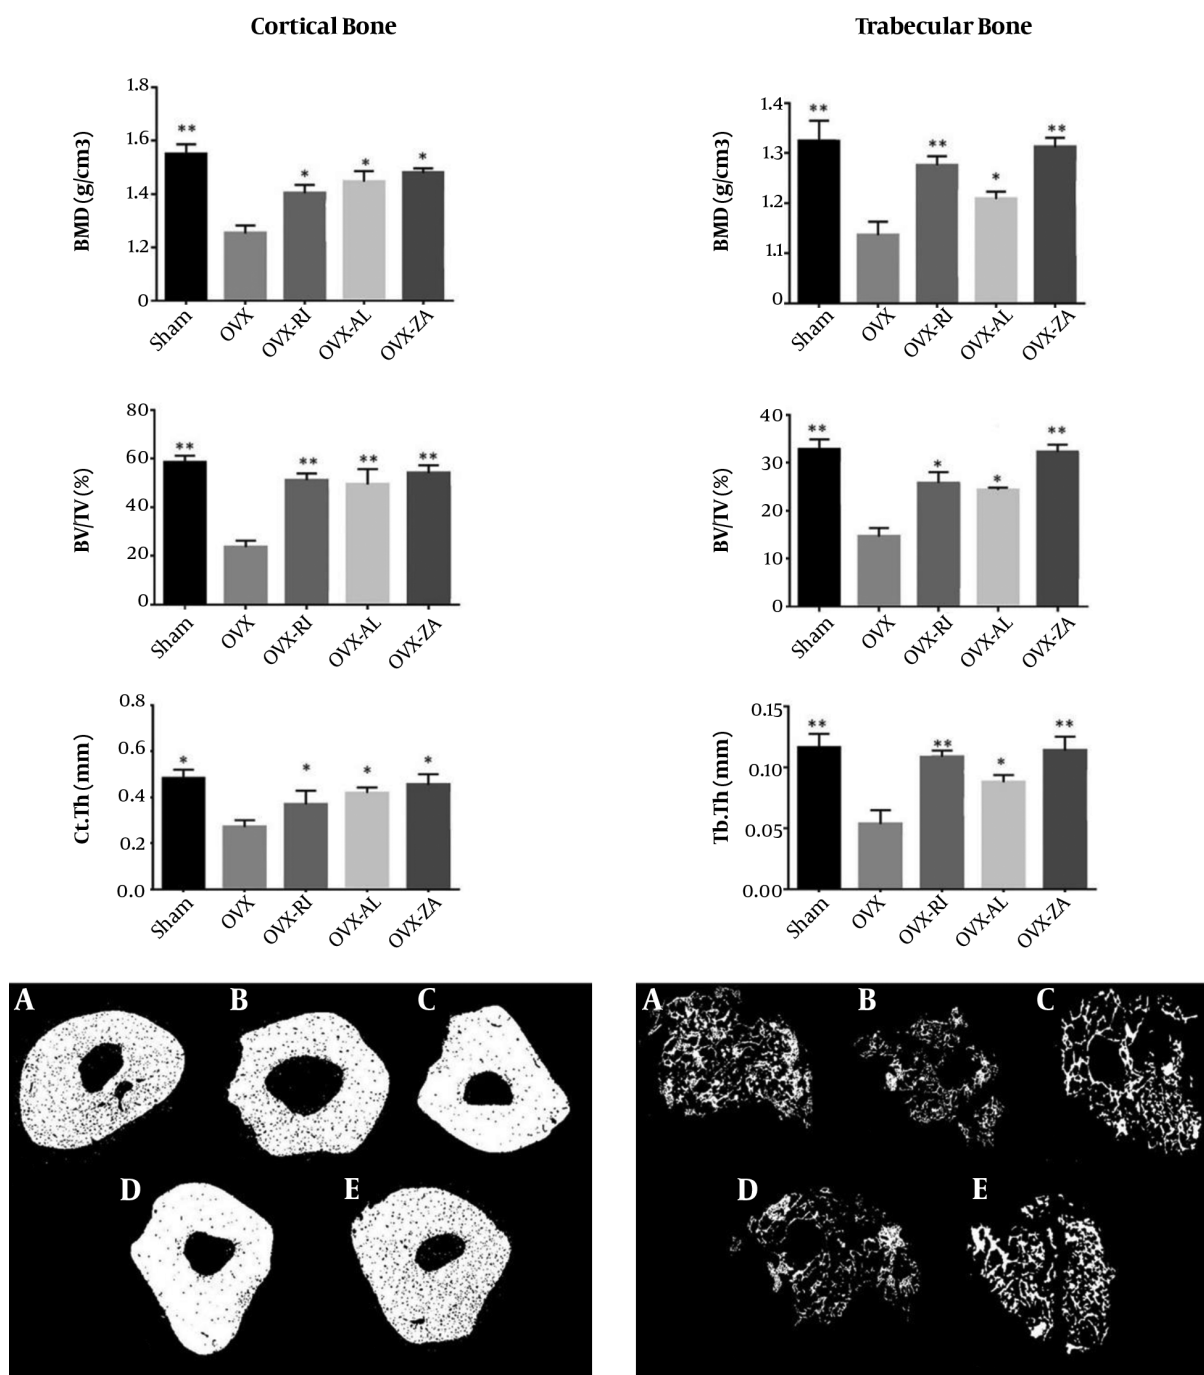 Cortical Bone
Trabecular Bone
BMD (g/cm3)
1.8
1.6
1.4
1.2
0
** * * *
Sham OVX OVX-RI OVX-AL OVX-ZA
BMD (g/cm3)
1.4
1.3
1.2
1.1
0
** ** * **
Sham OVX OVX-RI OVX-AL OVX-ZA
BV/TV (%)
80
60
40
20
0
** ** ** **
Sham OVX OVX-RI OVX-AL OVX-ZA
BV/TV (%)
40
30
20
10
0
** * * **
Sham OVX OVX-RI OVX-AL OVX-ZA
Ct.Th (mm)
0.8
0.6
0.4
0.2
0.0
* * * *
Sham OVX OVX-RI OVX-AL OVX-ZA
Tb.Th (mm)
0.15
0.10
0.05
0.00
** ** * **
Sham OVX OVX-RI OVX-AL OVX-ZA
A B C
D E
A B C
D E